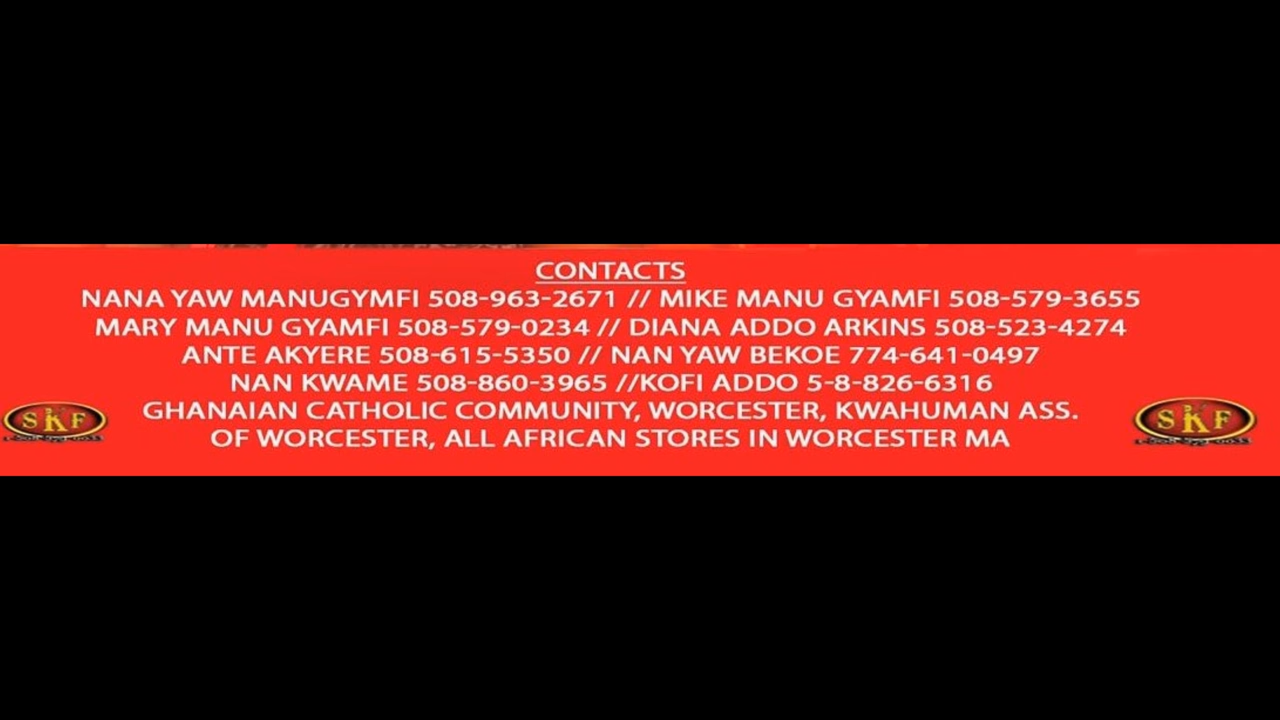 CONTACTS
NANA YAW MANUGYMFI 508-963-2671 // MIKE MANU GYAMFI 508-579-3655
MARY MANU GYAMFI 508-579-0234 // DIANA ADDO ARKINS 508-523-4274
ANTE AKYERE 508-615-5350 // NAN YAW BEKOE 774-641-0497
NAN KWAME 508-860-3965 //KOFI ADDO 5-8-826-6316
GHANAIAN CATHOLIC COMMUNITY, WORCESTER, KWAHUMAN ASS.
OF WORCESTER, ALL AFRICAN STORES IN WORCESTER MA
SKF
SKF